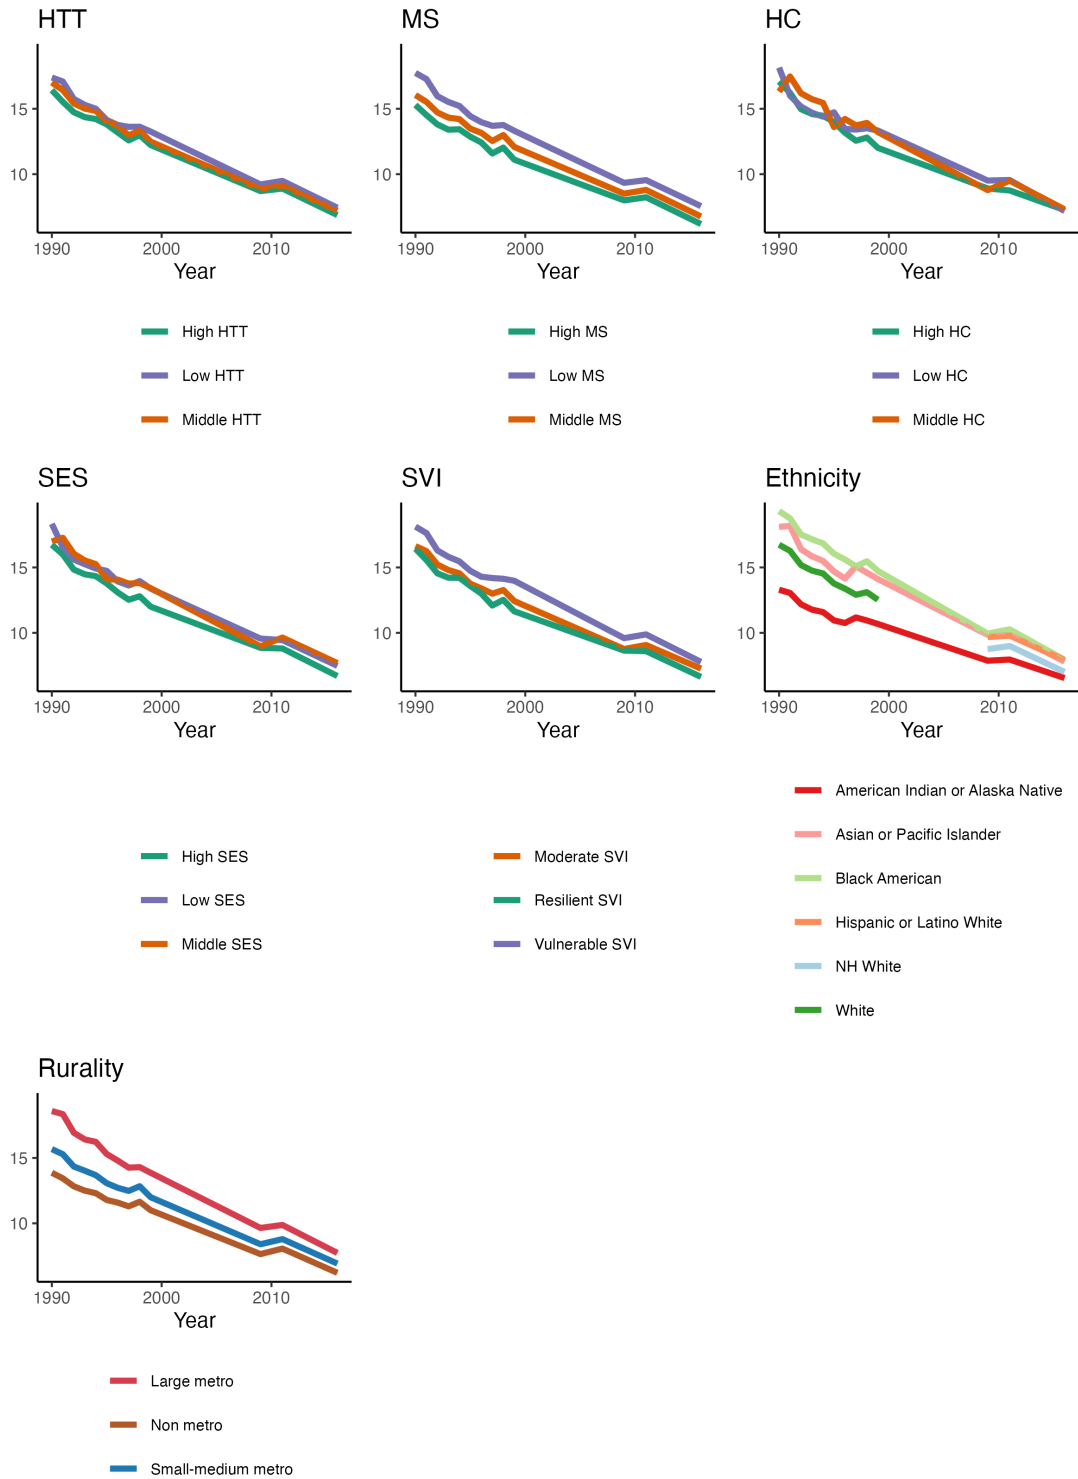 HTT
MS
HC
15
10
1990 2000 2010
Year
15
10
1990 2000 2010
Year
15
10
1990 2000 2010
Year
High HTT
Low HTT
Middle HTT
High MS
Low MS
Middle MS
High HC
Low HC
Middle HC
SES
SVI
Ethnicity
15
10
1990 2000 2010
Year
15
10
1990 2000 2010
Year
15
10
1990 2000 2010
Year
High SES
Low SES
Middle SES
Moderate SVI
Resilient SVI
Vulnerable SVI
American Indian or Alaska Native
Asian or Pacific Islander
Black American
Hispanic or Latino White
NH White
White
Rurality
15
10
1990 2000 2010
Year
Large metro
Non metro
Small-medium metro